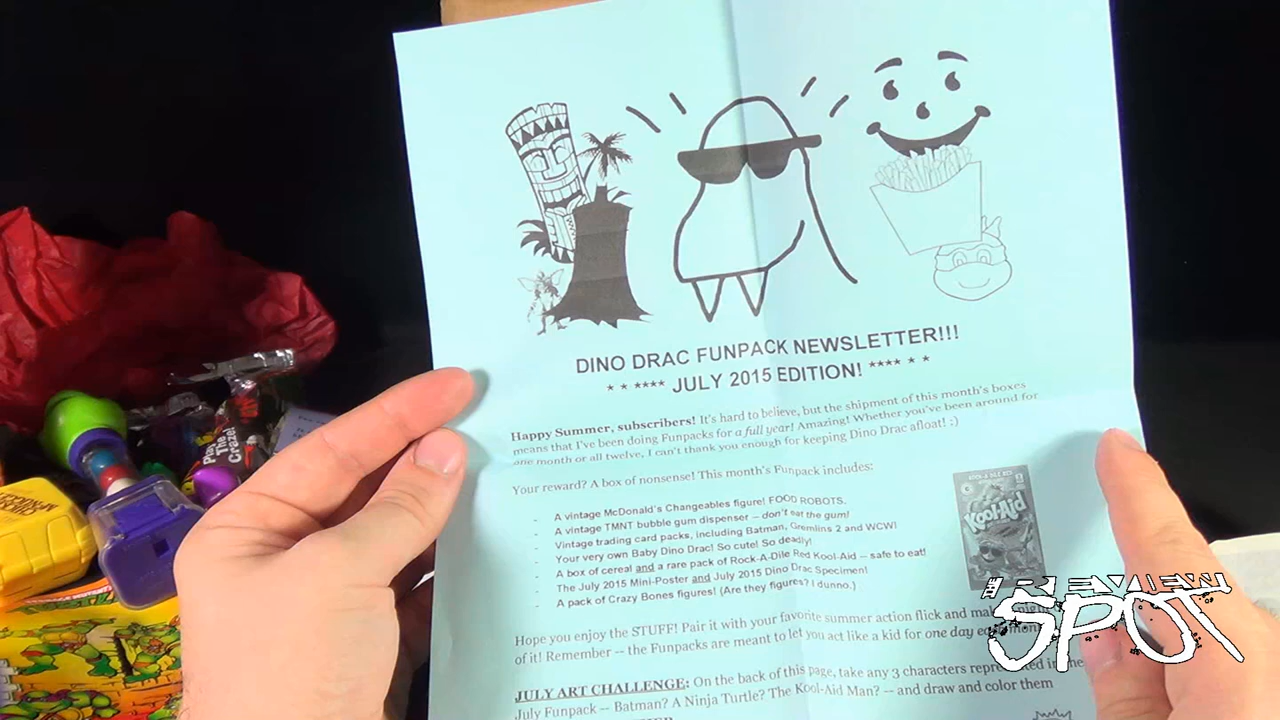 DINO DRAC FUNPACK NEWSLETTER!!!
* * **** JULY 2015 EDITION! **** * *
Happy Summer, subscribers! It's hard to believe, but the shipment of this month's boxes
means that I've been doing Funpacks for a full year! Amazing! Whether you've been around for
one month or all twelve, I can't thank you enough for keeping Dino Drac afloat! :)
Your reward? A box of nonsense! This month's Funpack includes:
- A vintage McDonald's Changeables figure! FOOD ROBOTS.
- A vintage TMNT bubble gum dispenser -- don't eat the gum!
- Vintage trading card packs, including Batman, Gremlins 2 and WCW!
- Your very own Baby Dino Drac! So cute! So deadly!
- A box of cereal and a rare pack of Rock-A-Dile Red Kool-Aid -- safe to eat!
- The July 2015 Mini-Poster and July 2015 Dino Drac Specimen!
- A pack of Crazy Bones figures! (Are they figures? I dunno.)
Kool-Aid
Hope you enjoy the STUFF! Pair it with your favorite summer action flick and make a night
of it! Remember -- the Funpacks are meant to let you act like a kid for one day
JULY ART CHALLENGE: On the back of this page, take any 3 characters represented in the
July Funpack -- Batman? A Ninja Turtle? The Kool-Aid Man? -- and draw and color them
Play The Craze!
THE REVIEW
SPOT